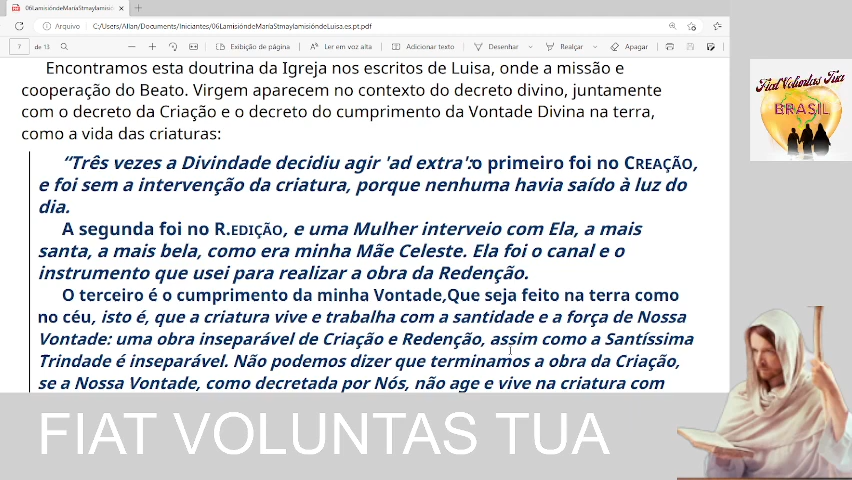 06LamisióndeMaríaStmaylamisión
Arquivo
C:/Users/Allan/Documents/Iniciantes/06LamisióndeMaríaStmaylamisióndeLuisa.es.pt.pdf
7 de 13
Exibição de página
Ler em voz alta
Adicionar texto
Desenhar
Realçar
Apagar
Encontramos esta doutrina da Igreja nos escritos de Luisa, onde a missão e
cooperação do Beato. Virgem aparecem no contexto do decreto divino, juntamente
com o decreto da Criação e o decreto do cumprimento da Vontade Divina na terra,
como a vida das criaturas:
“Três vezes a Divindade decidiu agir 'ad extra':o primeiro foi no CREAÇÃO,
e foi sem a intervenção da criatura, porque nenhuma havia saído à luz do
dia.
A segunda foi no R.EDIÇÃO, e uma Mulher interveio com Ela, a mais
santa, a mais bela, como era minha Mãe Celeste. Ela foi o canal e o
instrumento que usei para realizar a obra da Redenção.
O terceiro é o cumprimento da minha Vontade,Que seja feito na terra como
no céu, isto é, que a criatura vive e trabalha com a santidade e a força de Nossa
Vontade: uma obra inseparável de Criação e Redenção, assim como a Santíssima
Trindade é inseparável. Não podemos dizer que terminamos a obra da Criação,
se a Nossa Vontade, como decretada por Nós, não age e vive na criatura com
Fiat Voluntas Tua
BRASIL
FIAT VOLUNTAS TUA